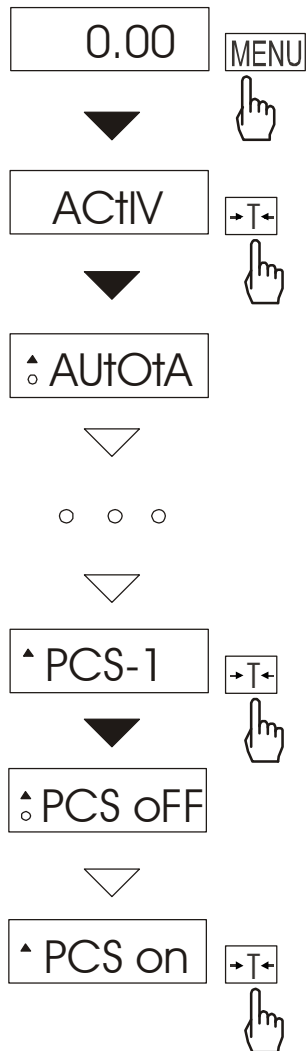 0.00 MENU
ACtIV →T←
AUtOtA
PCS-1 →T←
PCS oFF
PCS on →T←